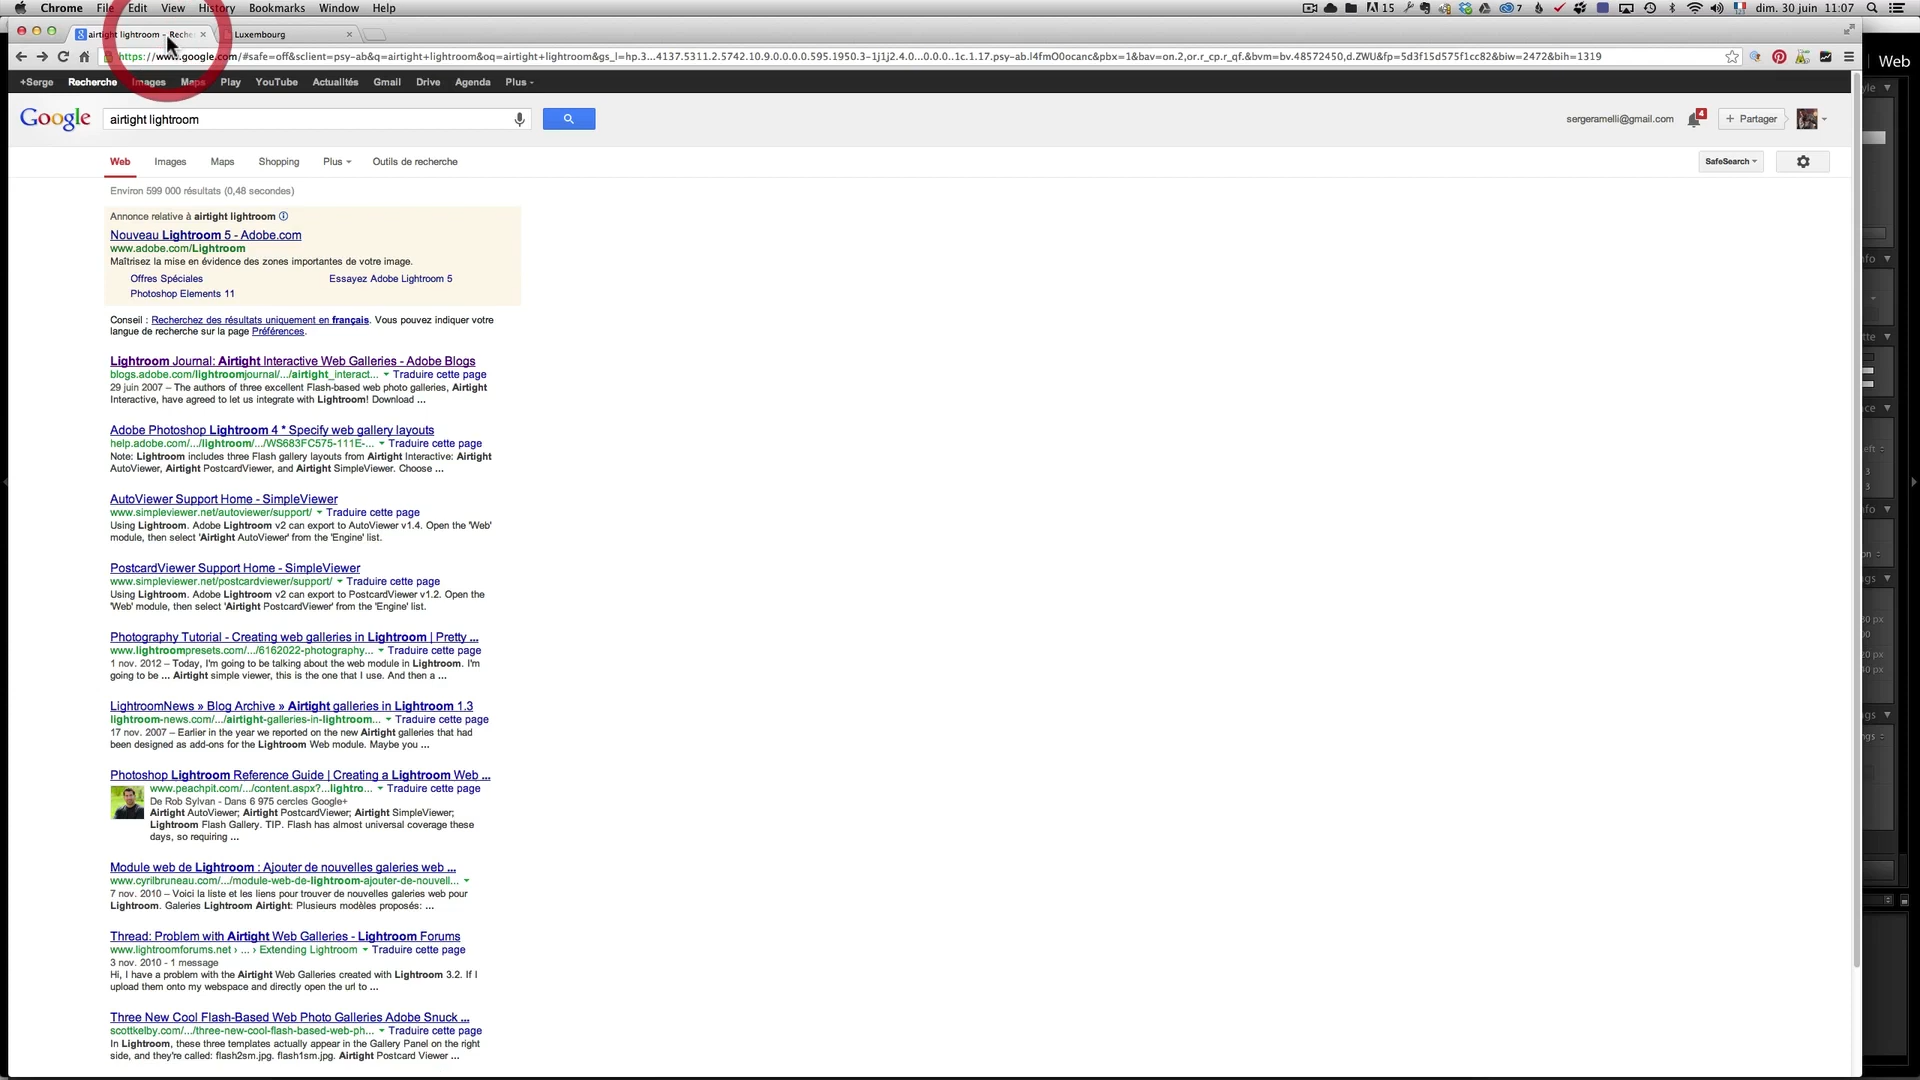 Chrome File Edit View History Bookmarks Window Help
15 7 dim. 30 juin 11:07
airtight lightroom - Reche
Luxembourg
https://www.google.com/#safe=off&sclient=psy-ab&q=airtight+lightroom&oq=airtight+lightroom&gs_l=hp.3...4137.5311.2.5742.10.9.0.0.0.0.595.1950.3-1j1j2.4.0...0.0.0..1c.1.17.psy-ab.l4fmO0ocanc&pbx=1&bav=on.2,or.r_cp.r_qf.&bvm=bv.48572450,d.ZWU&fp=5d3f15d575f1cc82&biw=2472&bih=1319
Web
+Serge Recherche Images Maps Play YouTube Actualités Gmail Drive Agenda Plus
Google
airtight lightroom
sergeramelli@gmail.com 4 + Partager
Web Images Maps Shopping Plus Outils de recherche
SafeSearch
Environ 599 000 résultats (0,48 secondes)
Annonce relative à airtight lightroom
Nouveau Lightroom 5 - Adobe.com
www.adobe.com/Lightroom
Maîtrisez la mise en évidence des zones importantes de votre image.
Offres Spéciales Essayez Adobe Lightroom 5
Photoshop Elements 11
Conseil : Recherchez des résultats uniquement en français. Vous pouvez indiquer votre
langue de recherche sur la page Préférences.
Lightroom Journal: Airtight Interactive Web Galleries - Adobe Blogs
blogs.adobe.com/lightroomjournal/.../airtight_interact... Traduire cette page
29 juin 2007 – The authors of three excellent Flash-based web photo galleries, Airtight
Interactive, have agreed to let us integrate with Lightroom! Download ...
Adobe Photoshop Lightroom 4 * Specify web gallery layouts
help.adobe.com/.../lightroom/.../WS683FC575-111E-... Traduire cette page
Note: Lightroom includes three Flash gallery layouts from Airtight Interactive: Airtight
AutoViewer, Airtight PostcardViewer, and Airtight SimpleViewer. Choose ...
AutoViewer Support Home - SimpleViewer
www.simpleviewer.net/autoviewer/support/ Traduire cette page
Using Lightroom. Adobe Lightroom v2 can export to AutoViewer v1.4. Open the 'Web'
module, then select 'Airtight AutoViewer' from the 'Engine' list.
PostcardViewer Support Home - SimpleViewer
www.simpleviewer.net/postcardviewer/support/ Traduire cette page
Using Lightroom. Adobe Lightroom v2 can export to PostcardViewer v1.2. Open the
'Web' module, then select 'Airtight PostcardViewer' from the 'Engine' list.
Photography Tutorial - Creating web galleries in Lightroom | Pretty ...
www.lightroompresets.com/.../6162022-photography... Traduire cette page
1 nov. 2012 – Today, I'm going to be talking about the web module in Lightroom. I'm
going to be ... Airtight simple viewer, this is the one that I use. And then a ...
LightroomNews » Blog Archive » Airtight galleries in Lightroom 1.3
lightroom-news.com/.../airtight-galleries-in-lightroom... Traduire cette page
17 nov. 2007 – Earlier in the year we reported on the new Airtight galleries that had
been designed as add-ons for the Lightroom Web module. Maybe you ...
Photoshop Lightroom Reference Guide | Creating a Lightroom Web ...
www.peachpit.com/.../content.aspx?...lightro... Traduire cette page
De Rob Sylvan - Dans 6 975 cercles Google+
Airtight AutoViewer; Airtight PostcardViewer; Airtight SimpleViewer;
Lightroom Flash Gallery. TIP. Flash has almost universal coverage these
days, so requiring ...
Module web de Lightroom : Ajouter de nouvelles galeries web ...
www.cyrilbruneau.com/.../module-web-de-lightroom-ajouter-de-nouvell...
7 nov. 2010 – Voici la liste et les liens pour trouver de nouvelles galeries web pour
Lightroom. Galeries Lightroom Airtight: Plusieurs modèles proposés: ...
Thread: Problem with Airtight Web Galleries - Lightroom Forums
www.lightroomforums.net › ... › Extending Lightroom Traduire cette page
3 nov. 2010 - 1 message
Hi, I have a problem with the Airtight Web Galleries created with Lightroom 3.2. If I
upload them onto my webspace and directly open the url to ...
Three New Cool Flash-Based Web Photo Galleries Adobe Snuck ...
scottkelby.com/.../three-new-cool-flash-based-web-ph... Traduire cette page
In Lightroom, these three templates actually appear in the Gallery Panel on the right
side, and they're called: flash2sm.jpg. flash1sm.jpg. Airtight Postcard Viewer ...